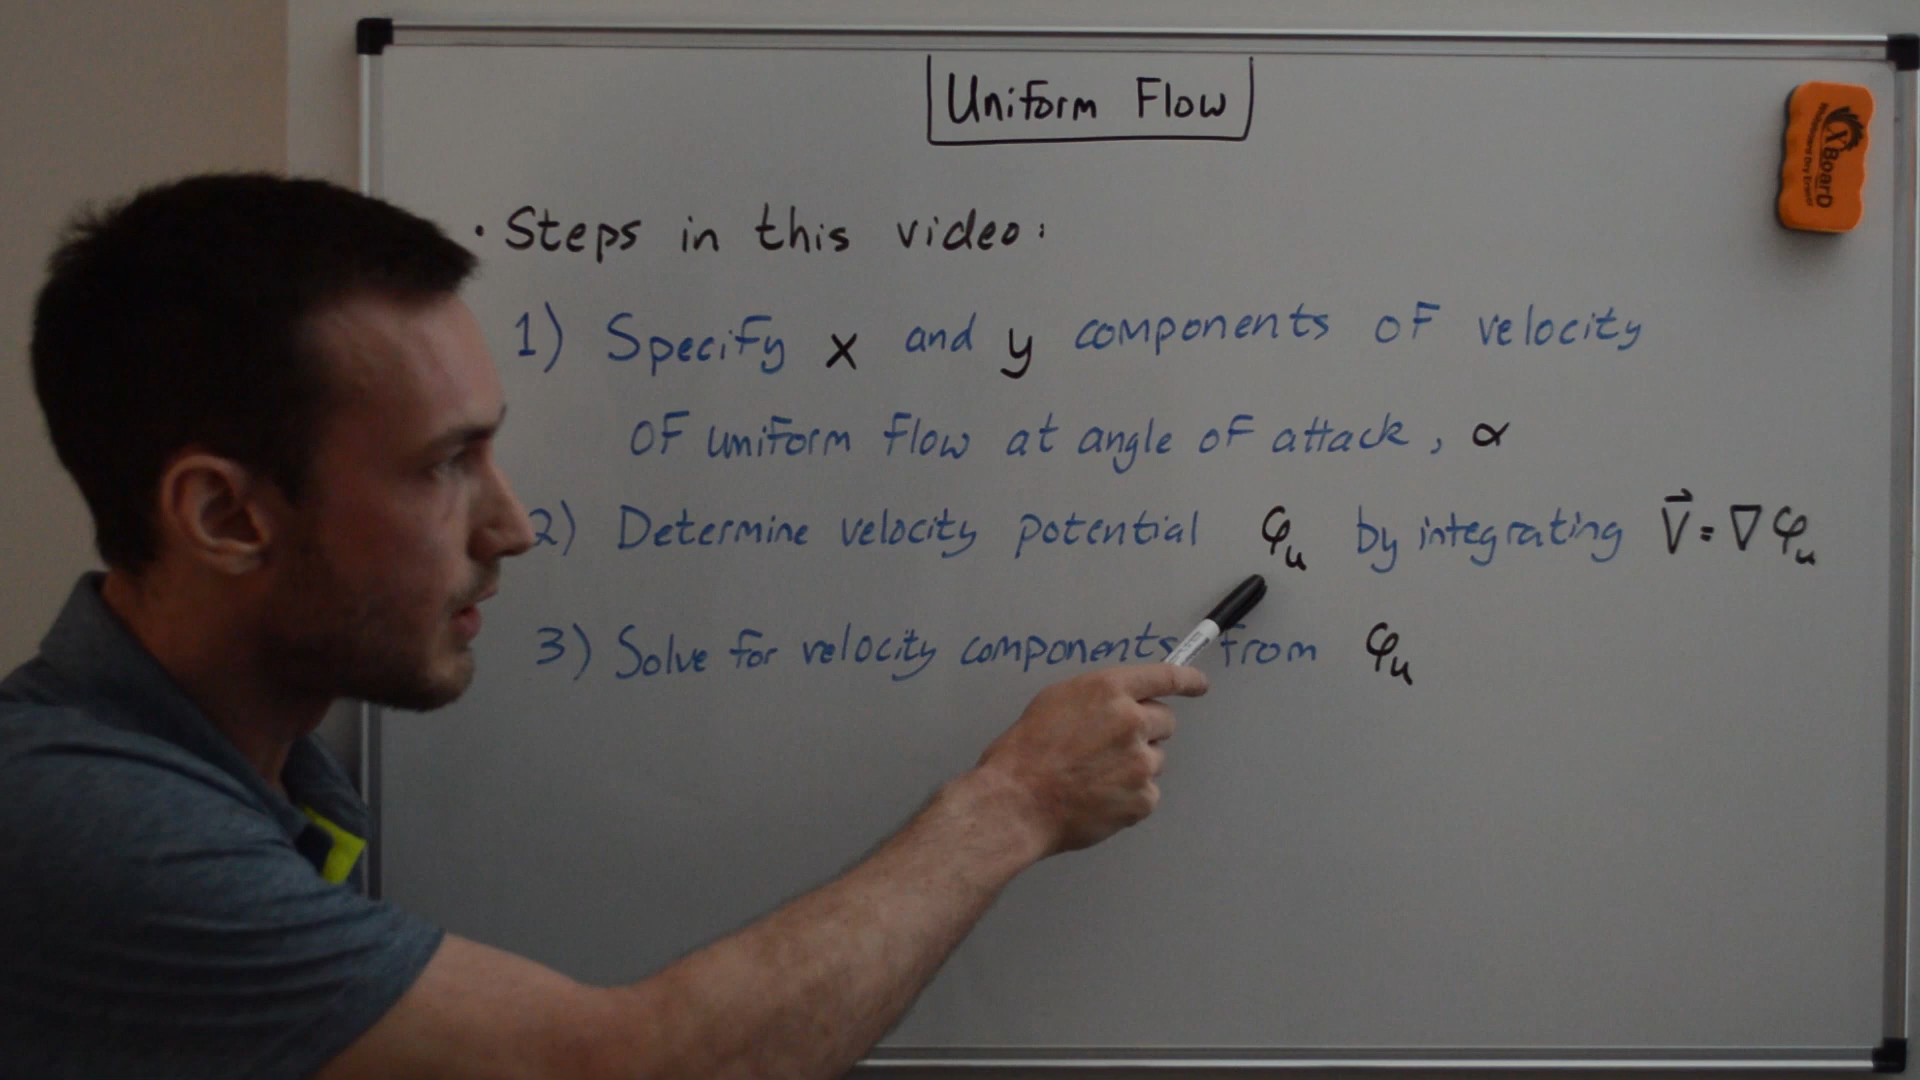 Uniform Flow
XBoarD
• Steps in this video:
1) Specify x and y components of velocity
of uniform flow at angle of attack, α
2) Determine velocity potential φu by integrating V⃗ = ∇φu
3) Solve for velocity components from φu